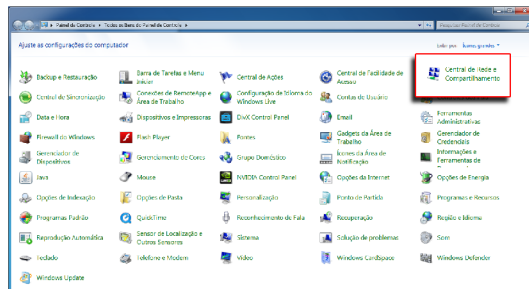 Painel de Controle ▸ Todos os Itens do Painel de Controle ▸
Pesquisar Painel de Controle
Ajuste as configurações do computador
Exibir por: Ícones grandes
Backup e Restauração
Barra de Tarefas e Menu Iniciar
Central de Ações
Central de Facilidade de Acesso
Central de Rede e Compartilhamento
Central de Sincronização
Conexões de RemoteApp e Área de Trabalho
Configuração de Idioma do Windows Live
Contas de Usuário
Data e Hora
Dispositivos e Impressoras
DivX Control Panel
Email
Ferramentas Administrativas
Firewall do Windows
Flash Player
Fontes
Gadgets da Área de Trabalho
Gerenciador de Credenciais
Gerenciador de Dispositivos
Gerenciamento de Cores
Grupo Doméstico
Ícones da Área de Notificação
Informações e Ferramentas de
Java
Mouse
NVIDIA Control Panel
Opções da Internet
Opções de Energia
Opções de Indexação
Opções de Pasta
Personalização
Ponto de Partida
Programas e Recursos
Programas Padrão
QuickTime
Reconhecimento de Fala
Recuperação
Região e Idioma
Reprodução Automática
Sensor de Localização e Outros Sensores
Sistema
Solução de problemas
Som
Teclado
Telefone e Modem
Vídeo
Windows CardSpace
Windows Defender
Windows Update